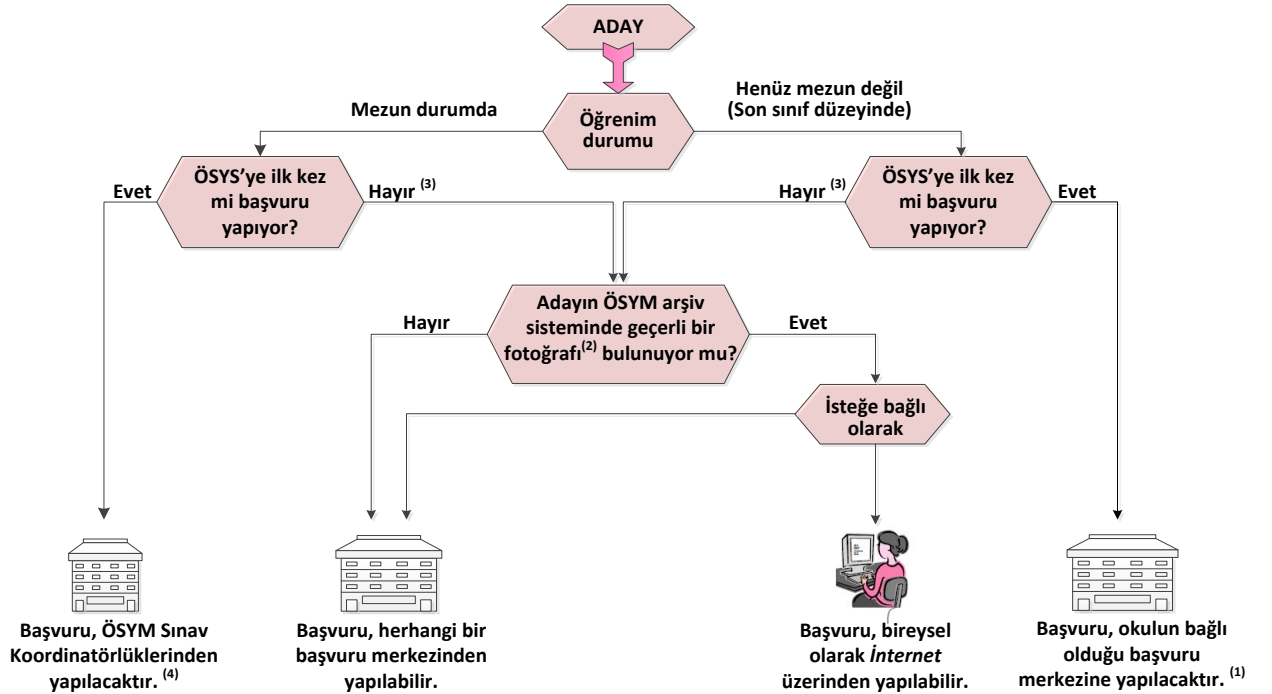 ADAY
Öğrenim
durumu
Mezun durumda
Henüz mezun değil
(Son sınıf düzeyinde)
Evet
ÖSYS’ye ilk kez
mi başvuru
yapıyor?
Hayır (3)
Hayır (3)
ÖSYS’ye ilk kez
mi başvuru
yapıyor?
Evet
Hayır
Adayın ÖSYM arşiv
sisteminde geçerli bir
fotoğrafı(2) bulunuyor mu?
Evet
İsteğe bağlı
olarak
Başvuru, ÖSYM Sınav
Koordinatörlüklerinden
yapılacaktır. (4)
Başvuru, herhangi bir
başvuru merkezinden
yapılabilir.
Başvuru, bireysel
olarak İnternet
üzerinden yapılabilir.
Başvuru, okulun bağlı
olduğu başvuru
merkezine yapılacaktır. (1)